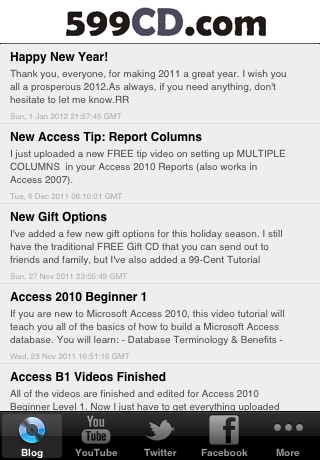 599CD.com
Happy New Year!
Thank you, everyone, for making 2011 a great year. I wish you
all a prosperous 2012.As always, if you need anything, don't
hesitate to let me know.RR
Sun, 1 Jan 2012 21:07:45 GMT
New Access Tip: Report Columns
I just uploaded a new FREE tip video on setting up MULTIPLE
COLUMNS  in your Access 2010 Reports (also works in
Access 2007).
Tue, 6 Dec 2011 06:10:01 GMT
New Gift Options
I've added a few new gift options for this holiday season. I still
have the traditional FREE Gift CD that you can send out to
friends and family, but I've also added a 99-Cent Tutorial
Sun, 27 Nov 2011 23:05:49 GMT
Access 2010 Beginner 1
If you are new to Microsoft Access 2010, this video tutorial will
teach you all of the basics of how to build a Microsoft Access
database. You will learn: - Database Terminology & Benefits -
Wed, 23 Nov 2011 16:51:16 GMT
Access B1 Videos Finished
All of the videos are finished and edited for Access 2010
Beginner Level 1. Now I just have to get everything uploaded
You
Tube
f
Blog
YouTube
Twitter
Facebook
More